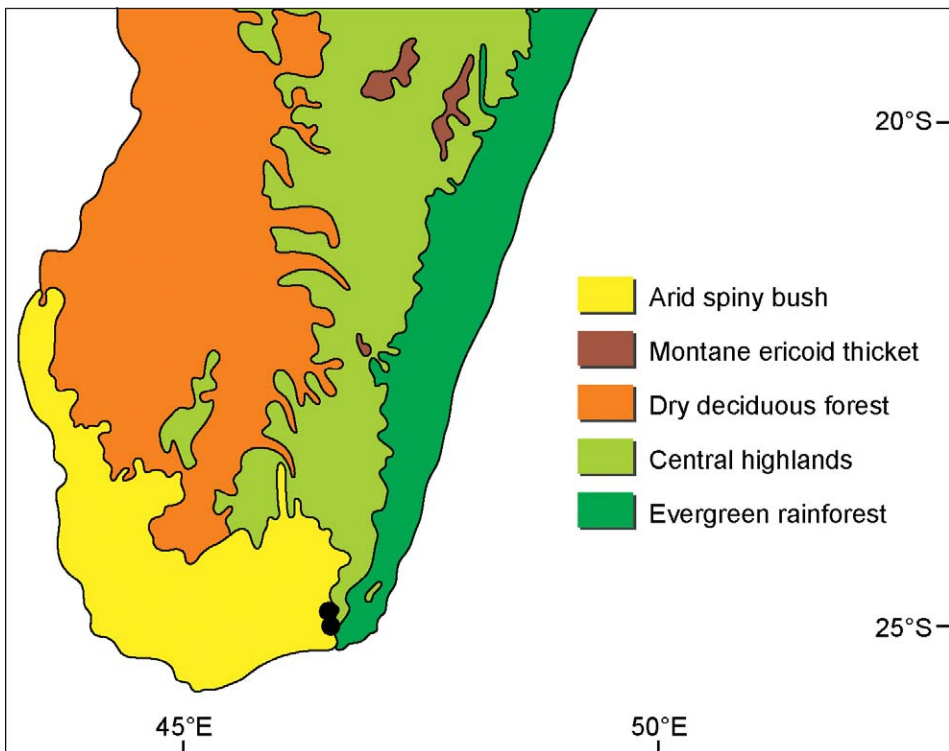 20°S
Arid spiny bush
Montane ericoid thicket
Dry deciduous forest
Central highlands
Evergreen rainforest
25°S
45°E
50°E